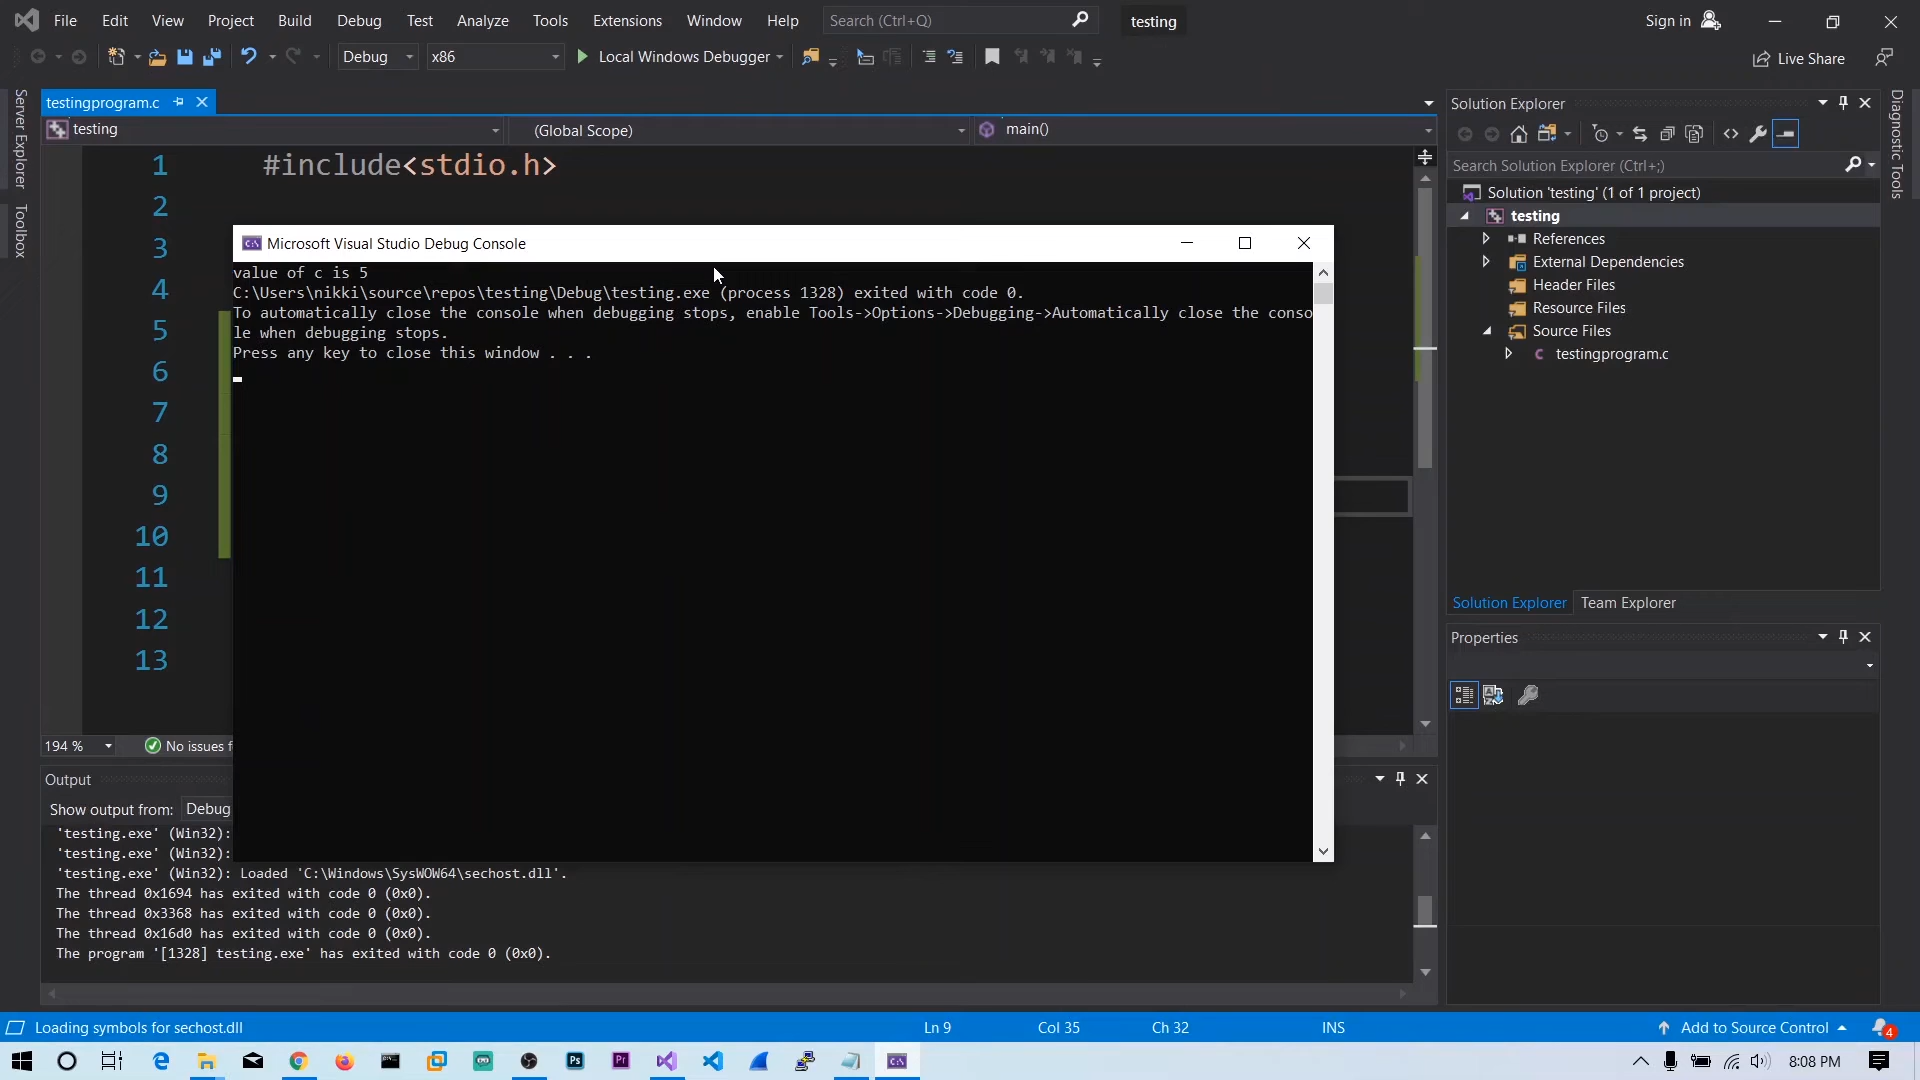 File Edit View Project Build Debug Test Analyze Tools Extensions Window Help Search (Ctrl+Q) testing Sign in
Debug x86 Local Windows Debugger Live Share
Server Explorer
Toolbox
testingprogram.c
testing (Global Scope) main()
1 #include<stdio.h>
2
3
4
5
6
7
8
9
10
11
12
13
Microsoft Visual Studio Debug Console
value of c is 5
C:\Users\nikki\source\repos\testing\Debug\testing.exe (process 1328) exited with code 0.
To automatically close the console when debugging stops, enable Tools->Options->Debugging->Automatically close the conso
le when debugging stops.
Press any key to close this window . . .
194 % No issues f
Output
Show output from: Debug
'testing.exe' (Win32):
'testing.exe' (Win32):
'testing.exe' (Win32): Loaded 'C:\Windows\SysWOW64\sechost.dll'.
The thread 0x1694 has exited with code 0 (0x0).
The thread 0x3368 has exited with code 0 (0x0).
The thread 0x16d0 has exited with code 0 (0x0).
The program '[1328] testing.exe' has exited with code 0 (0x0).
Solution Explorer
Search Solution Explorer (Ctrl+;)
Solution 'testing' (1 of 1 project)
testing
References
External Dependencies
Header Files
Resource Files
Source Files
testingprogram.c
Solution Explorer Team Explorer
Properties
Diagnostic Tools
Loading symbols for sechost.dll Ln 9 Col 35 Ch 32 INS Add to Source Control 4
8:08 PM